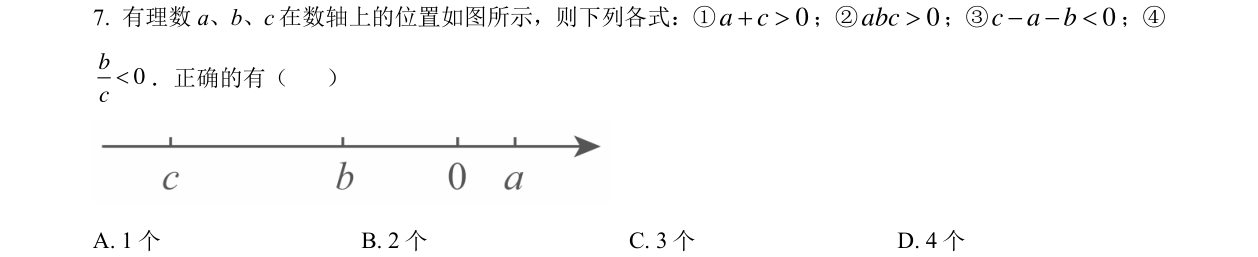 7. 有理数 a、b、c 在数轴上的位置如图所示，则下列各式：①a+c>0；②abc>0；③c−a−b<0；④
b/c<0．正确的有（　　）
c b 0 a
A. 1 个 B. 2 个 C. 3 个 D. 4 个